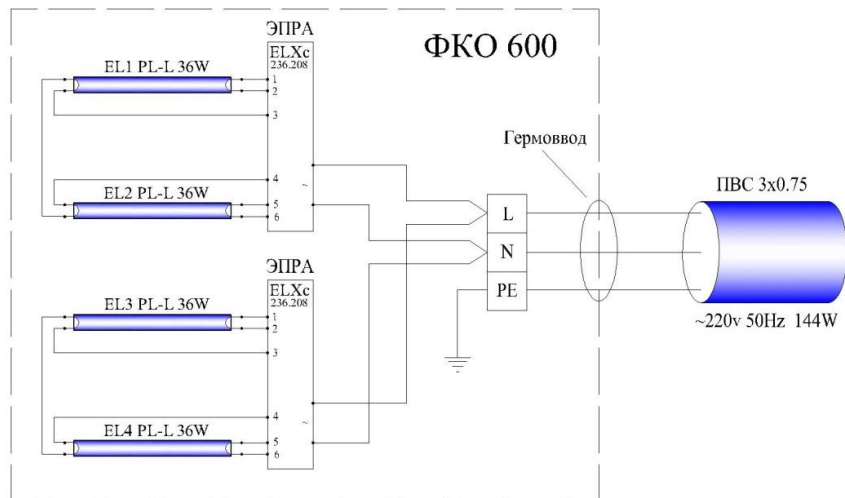 ЭПРА
ФКО 600
ELXc
236.208
EL1 PL-L 36W
1
2
3
4
~
EL2 PL-L 36W
5
6
Гермоввод
ПВС 3х0.75
L
N
PE
~220v 50Hz 144W
ЭПРА
ELXc
236.208
EL3 PL-L 36W
1
2
3
4
~
EL4 PL-L 36W
5
6